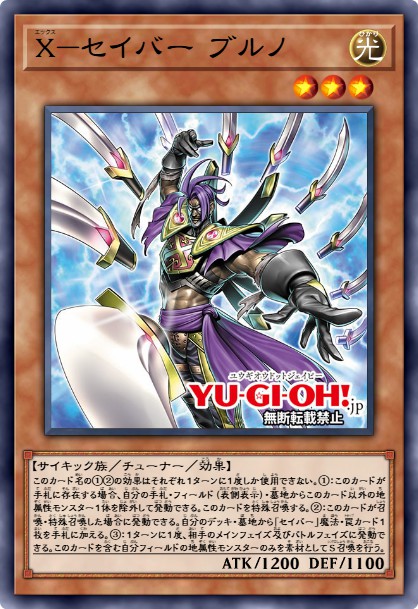 エックス
X－セイバー ブルノ
ひかり
光
ユウギオウドットジェイピー
YU-GI-OH!.jp
無断転載禁止
【サイキック族／チューナー／効果】
このカード名の①②の効果はそれぞれ1ターンに1度しか使用できない。①:このカードが
手札に存在する場合、自分の手札・フィールド（表側表示）・墓地からこのカード以外の地
属性モンスター1体を除外して発動できる。このカードを特殊召喚する。②:このカードが召
喚・特殊召喚した場合に発動できる。自分のデッキ・墓地から「セイバー」魔法・罠カード1
枚を手札に加える。③:1ターンに1度、相手のメインフェイズ及びバトルフェイズに発動でき
る。このカードを含む自分フィールドの地属性モンスターのみを素材としてS召喚を行う。
ATK/1200 DEF/1100